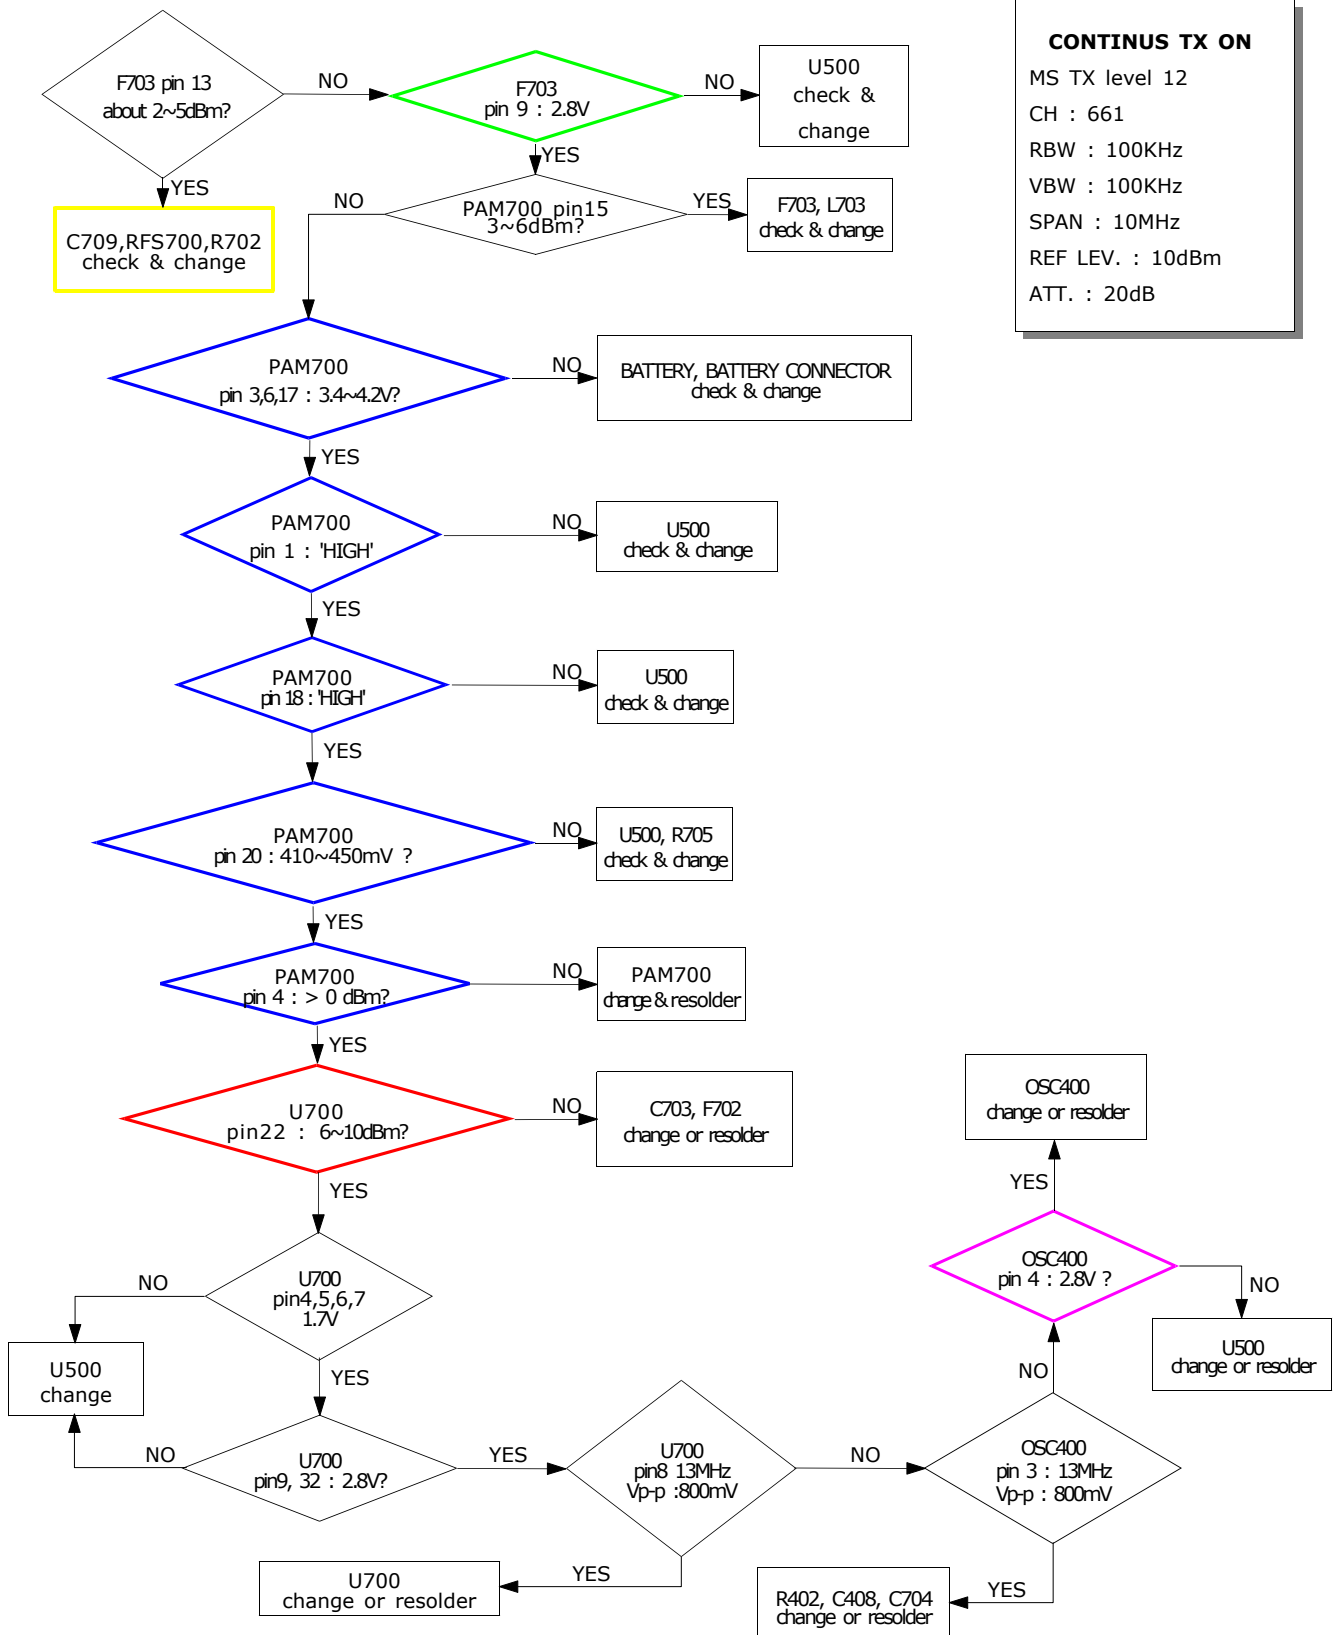 CONTINUS TX ON
MS TX level 12
CH : 661
RBW : 100KHz
VBW : 100KHz
SPAN : 10MHz
REF LEV. : 10dBm
ATT. : 20dB
F703 pin 13
about 2~5dBm?
NO
YES
C709,RFS700,R702
check & change
F703
pin 9 : 2.8V
NO
U500
check &
change
YES
PAM700 pin15
3~6dBm?
YES
F703, L703
check & change
NO
PAM700
pin 3,6,17 : 3.4~4.2V?
NO
BATTERY, BATTERY CONNECTOR
check & change
YES
PAM700
pin 1 : 'HIGH'
NO
U500
check & change
YES
PAM700
pin 18 : 'HIGH'
NO
U500
check & change
YES
PAM700
pin 20 : 410~450mV ?
NO
U500, R705
check & change
YES
PAM700
pin 4 : > 0 dBm?
NO
PAM700
change & resolder
YES
U700
pin22 : 6~10dBm?
NO
C703, F702
change or resolder
YES
U700
pin4,5,6,7
1.7V
NO
U500
change
YES
U700
pin9, 32 : 2.8V?
NO
YES
U700
pin8 13MHz
Vp-p :800mV
YES
U700
change or resolder
NO
OSC400
pin 3 : 13MHz
Vp-p : 800mV
YES
R402, C408, C704
change or resolder
NO
OSC400
pin 4 : 2.8V ?
YES
OSC400
change or resolder
NO
U500
change or resolder